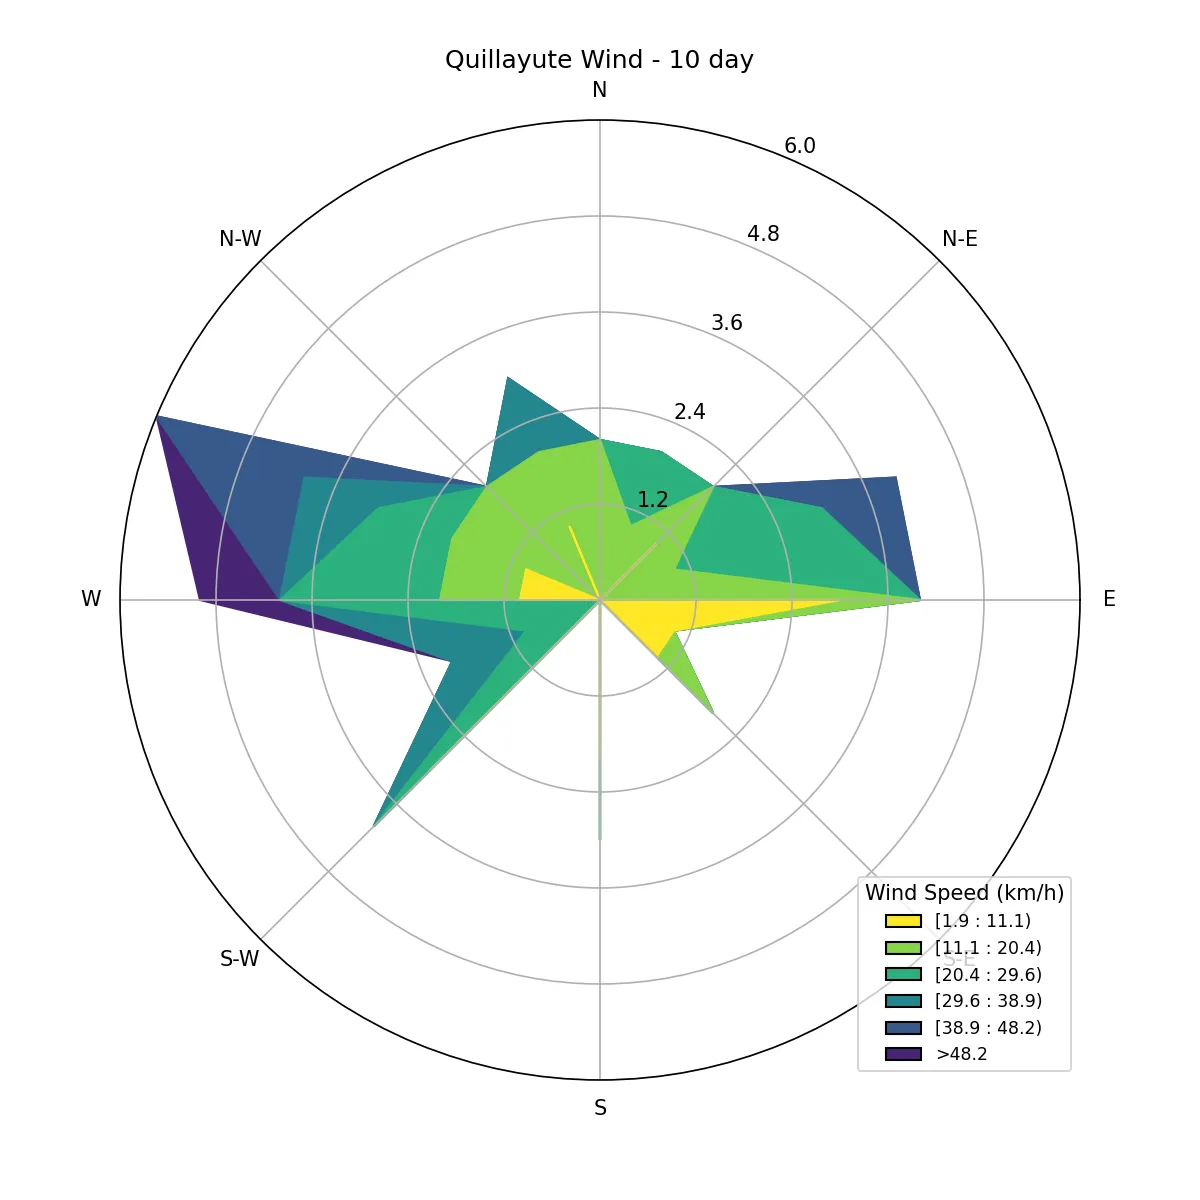 Quillayute Wind - 10 day
N
6.0
4.8
N-W
N-E
3.6
2.4
1.2
W
E
Wind Speed (km/h)
[1.9 : 11.1)
[11.1 : 20.4)
S-W
S-E
[20.4 : 29.6)
[29.6 : 38.9)
[38.9 : 48.2)
>48.2
S